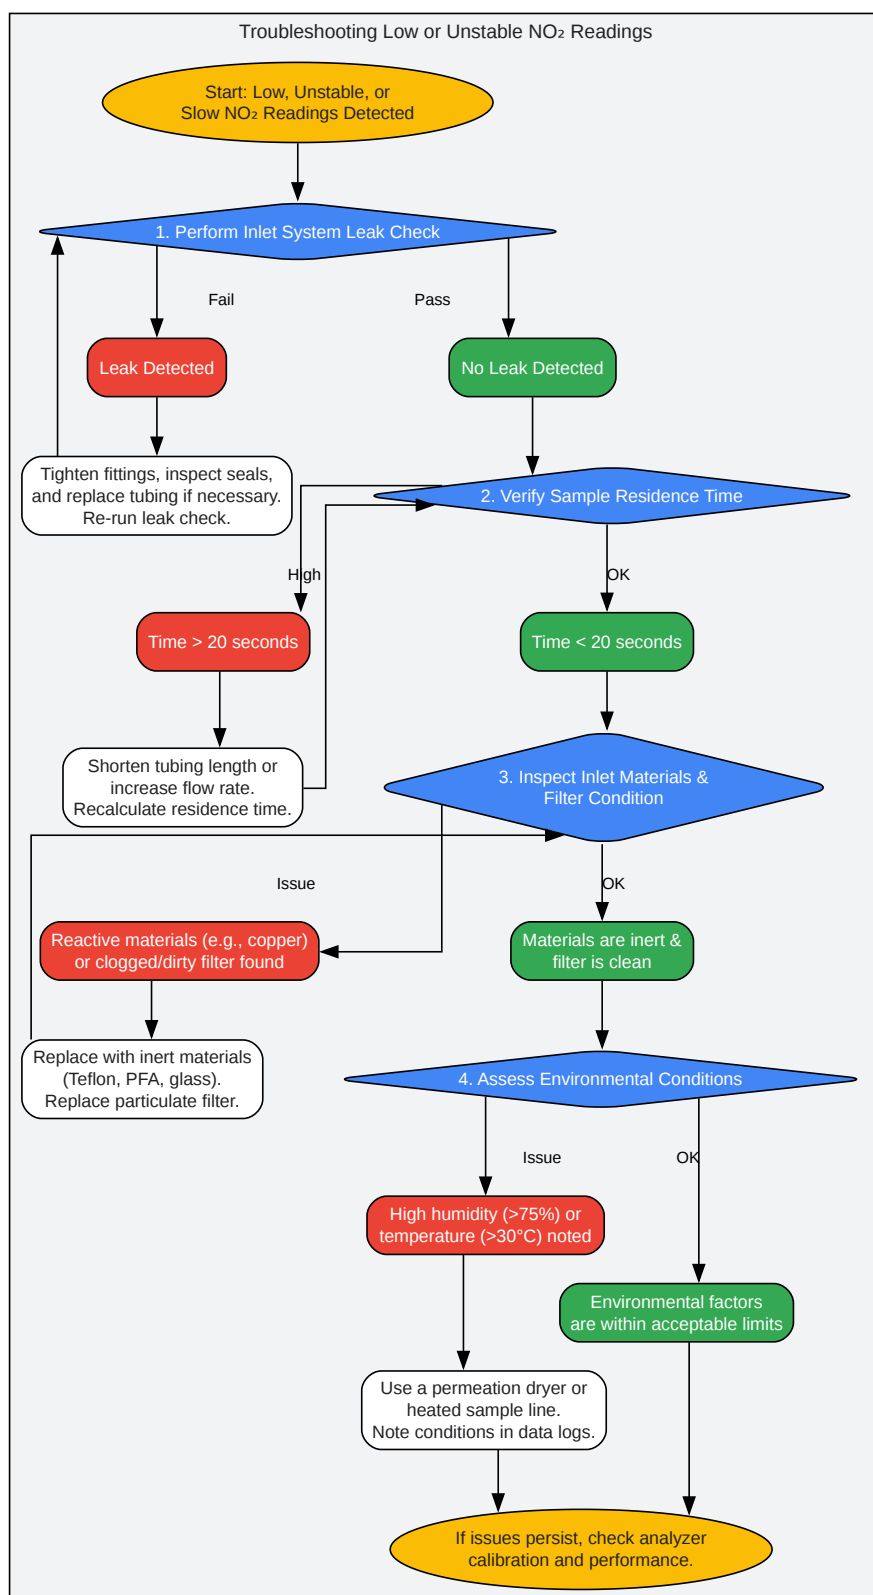 Troubleshooting Low or Unstable NO₂ Readings
Start: Low, Unstable, or
Slow NO₂ Readings Detected
1. Perform Inlet System Leak Check
Fail
Pass
Leak Detected
No Leak Detected
Tighten fittings, inspect seals,
and replace tubing if necessary.
Re-run leak check.
2. Verify Sample Residence Time
High
OK
Time > 20 seconds
Time < 20 seconds
Shorten tubing length or
increase flow rate.
Recalculate residence time.
3. Inspect Inlet Materials &
Filter Condition
Issue
OK
Reactive materials (e.g., copper)
or clogged/dirty filter found
Materials are inert &
filter is clean
Replace with inert materials
(Teflon, PFA, glass).
Replace particulate filter.
4. Assess Environmental Conditions
Issue
OK
High humidity (>75%) or
temperature (>30°C) noted
Environmental factors
are within acceptable limits
Use a permeation dryer or
heated sample line.
Note conditions in data logs.
If issues persist, check analyzer
calibration and performance.